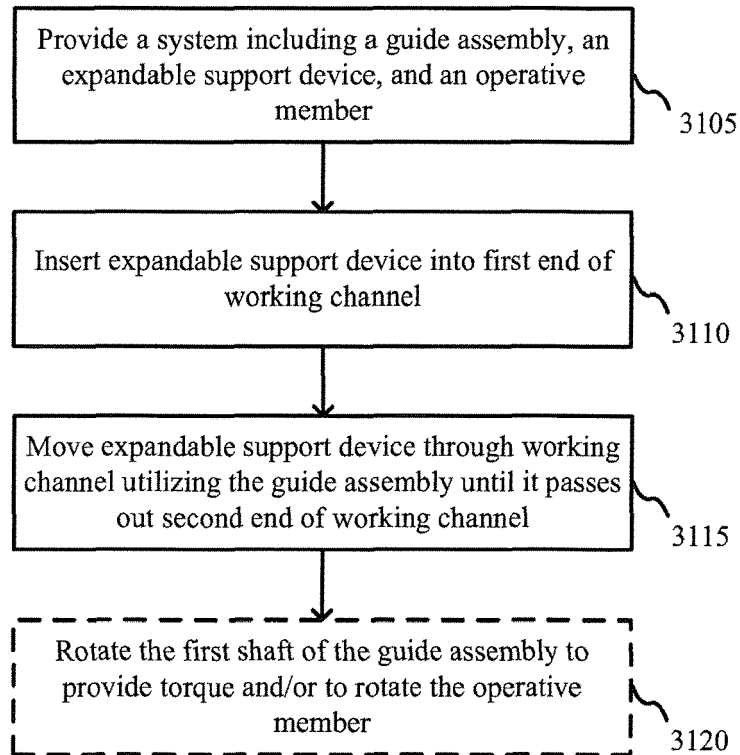 Provide a system including a guide assembly, an
expandable support device, and an operative
member
3105
Insert expandable support device into first end of
working channel
3110
Move expandable support device through working
channel utilizing the guide assembly until it passes
out second end of working channel
3115
Rotate the first shaft of the guide assembly to
provide torque and/or to rotate the operative
member
3120